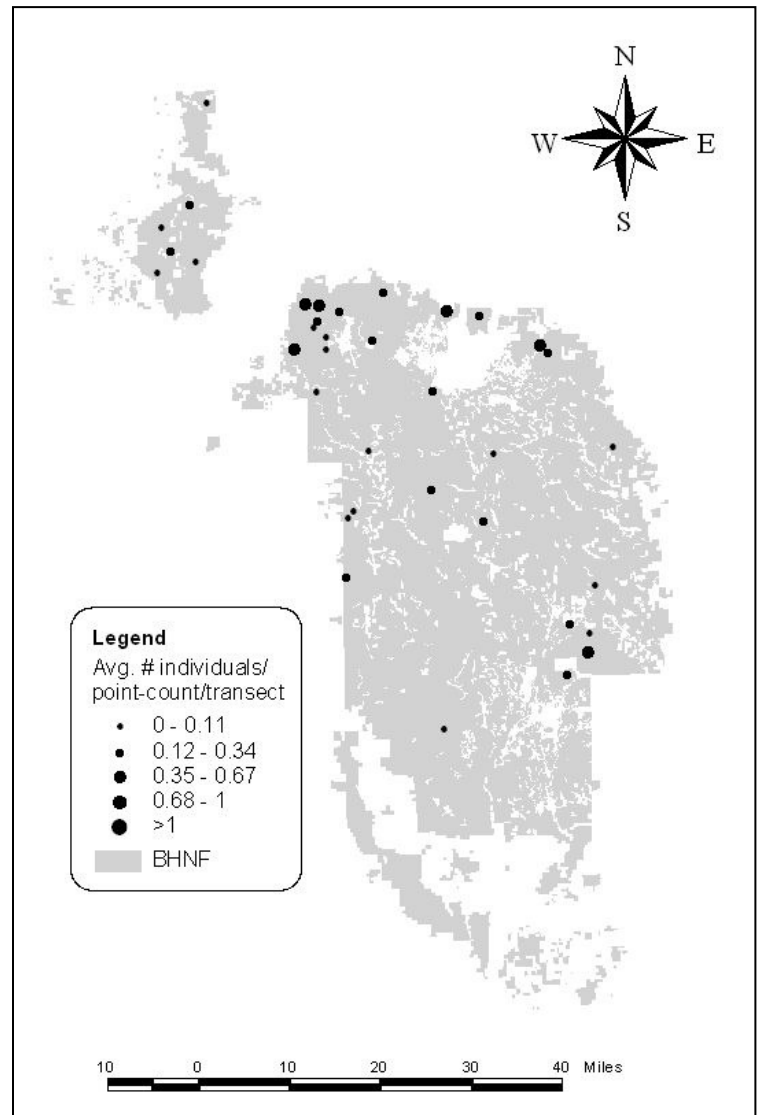 N
W E
S
Legend
Avg. # individuals/
point-count/transect
0 - 0.11
0.12 - 0.34
0.35 - 0.67
0.68 - 1
>1
BHNF
10 0 10 20 30 40 Miles